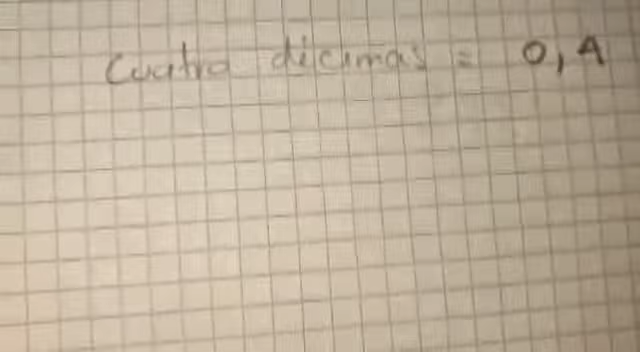 Cuatro décimas = 0,4